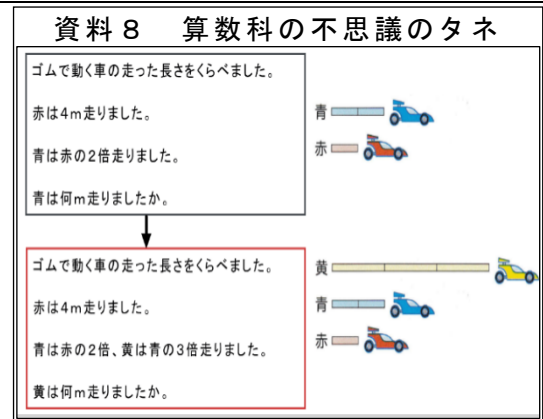 資料8 算数科の不思議のタネ
ゴムで動く車の走った長さをくらべました。
赤は4m走りました。
青は赤の2倍走りました。
青は何m走りましたか。
青
赤
ゴムで動く車の走った長さをくらべました。
赤は4m走りました。
青は赤の2倍、黄は青の3倍走りました。
黄は何m走りましたか。
黄
青
赤